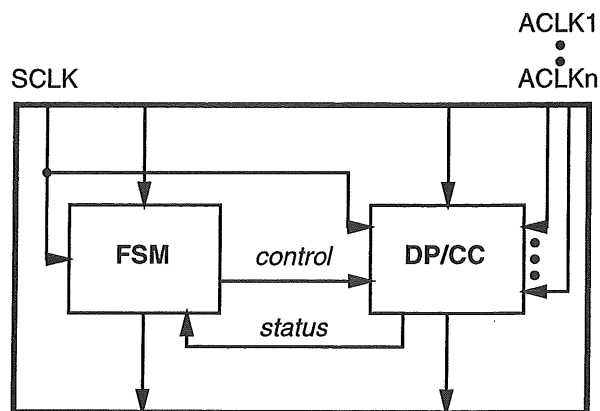 ACLK1
SCLK
ACLKn
FSM
control
DP/CC
status